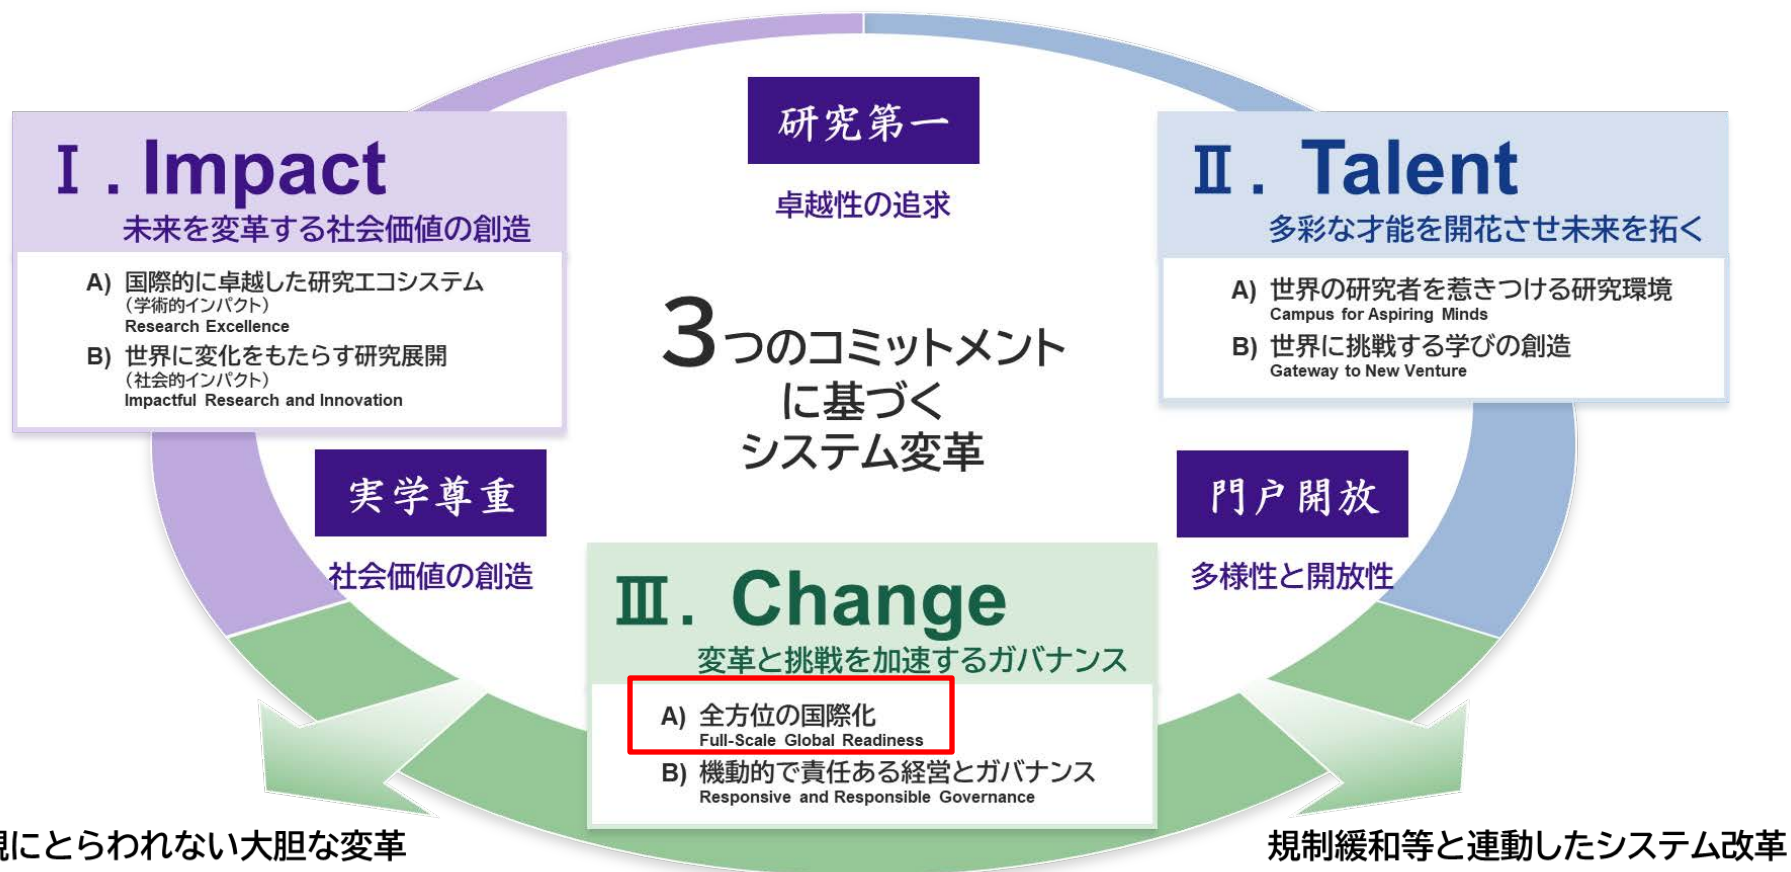 研究第一
卓越性の追求
Ⅰ. Impact
未来を変革する社会価値の創造
A) 国際的に卓越した研究エコシステム
（学術的インパクト）
Research Excellence
B) 世界に変化をもたらす研究展開
（社会的インパクト）
Impactful Research and Innovation
Ⅱ. Talent
多彩な才能を開花させ未来を拓く
A) 世界の研究者を惹きつける研究環境
Campus for Aspiring Minds
B) 世界に挑戦する学びの創造
Gateway to New Venture
3つのコミットメント
に基づく
システム変革
実学尊重
社会価値の創造
門戸開放
多様性と開放性
Ⅲ. Change
変革と挑戦を加速するガバナンス
A) 全方位の国際化
Full-Scale Global Readiness
B) 機動的で責任ある経営とガバナンス
Responsive and Responsible Governance
にとらわれない大胆な変革
規制緩和等と連動したシステム改革